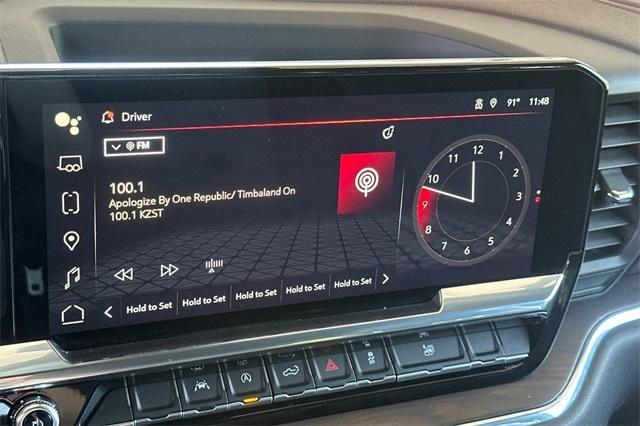 Driver
91° 11:48
FM
100.1
Apologize By One Republic/ Timbaland On
100.1 KZST
Hold to Set Hold to Set Hold to Set Hold to Set Hold to Set
12
1
2
3
4
5
6
7
8
9
10
11